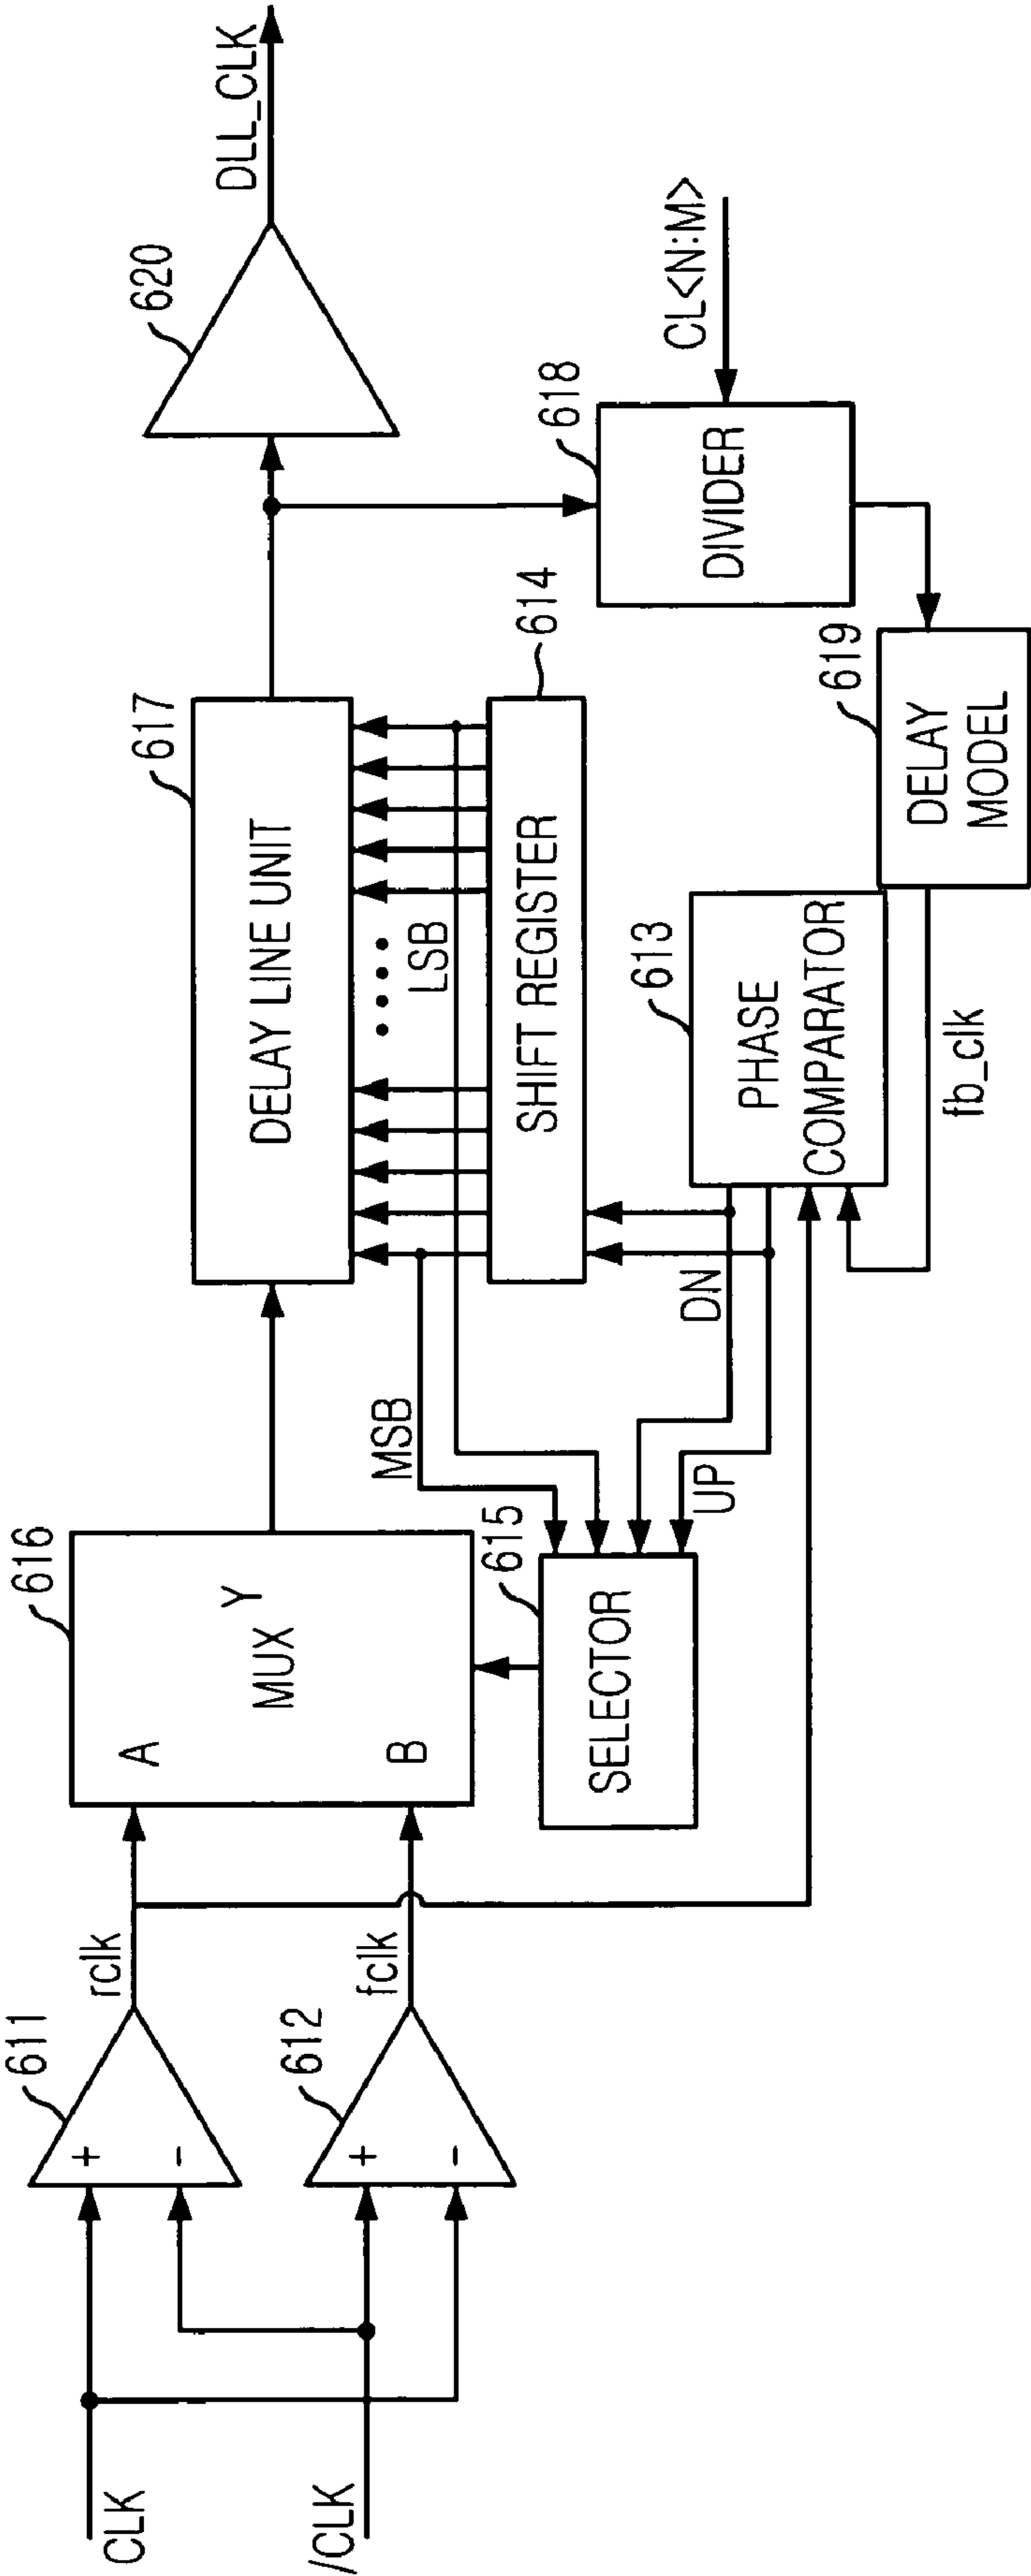 CLK
/CLK
611
+
-
rclk
612
+
-
fclk
616
A
B
MUX
Y
615
SELECTOR
MSB
LSB
DN
UP
617
DELAY LINE UNIT
614
SHIFT REGISTER
613
PHASE
COMPARATOR
fb_clk
619
DELAY
MODEL
618
DIVIDER
CL<N:M>
620
DLL_CLK